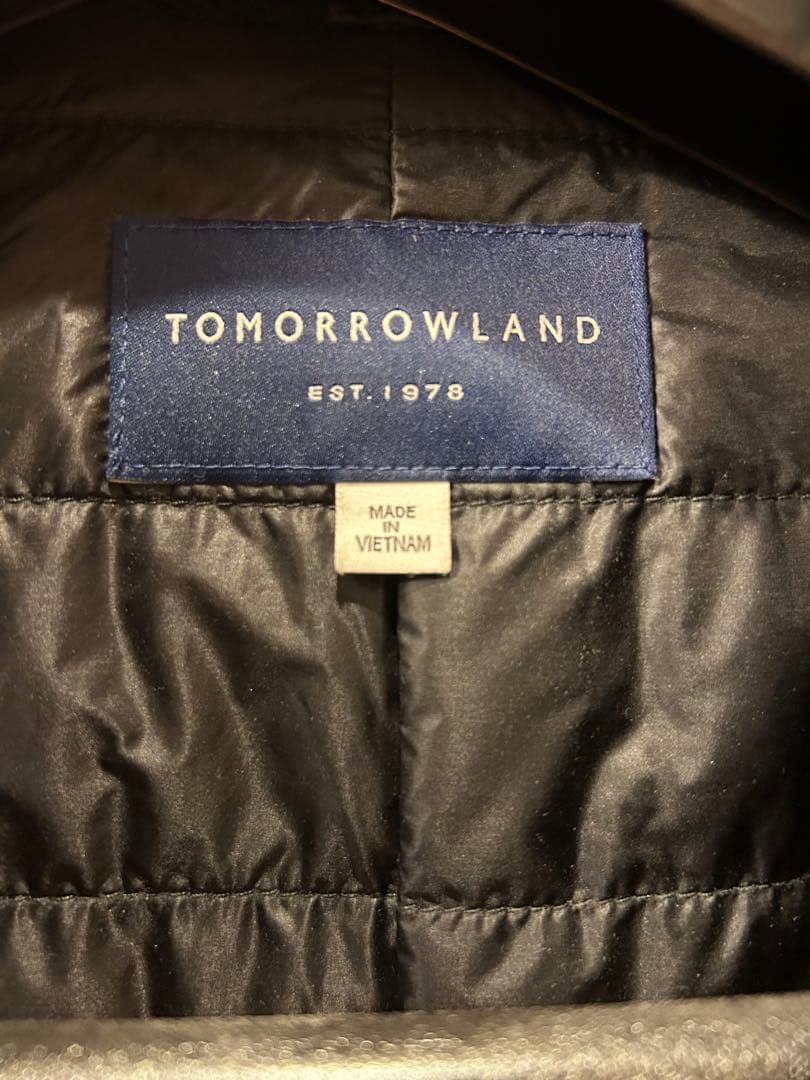 TOMORROWLAND
EST. 1978
MADE
IN
VIETNAM